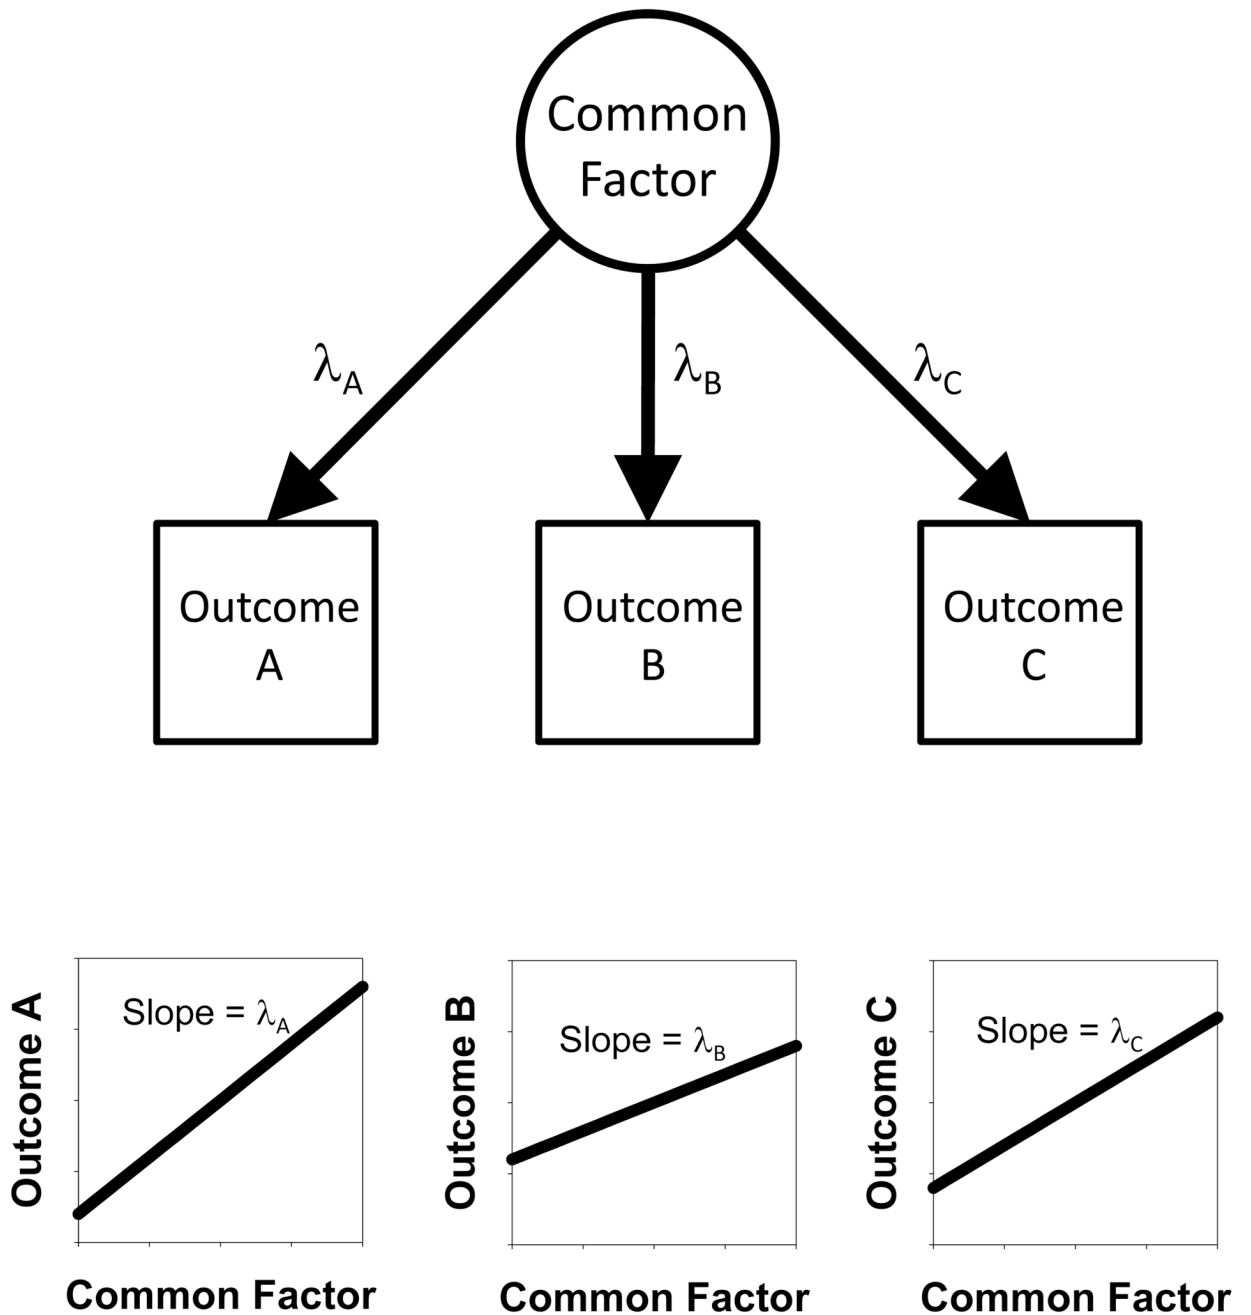 Common
Factor
λA
λB
λC
Outcome
A
Outcome
B
Outcome
C
Outcome A
Slope = λA
Common Factor
Outcome B
Slope = λB
Common Factor
Outcome C
Slope = λC
Common Factor